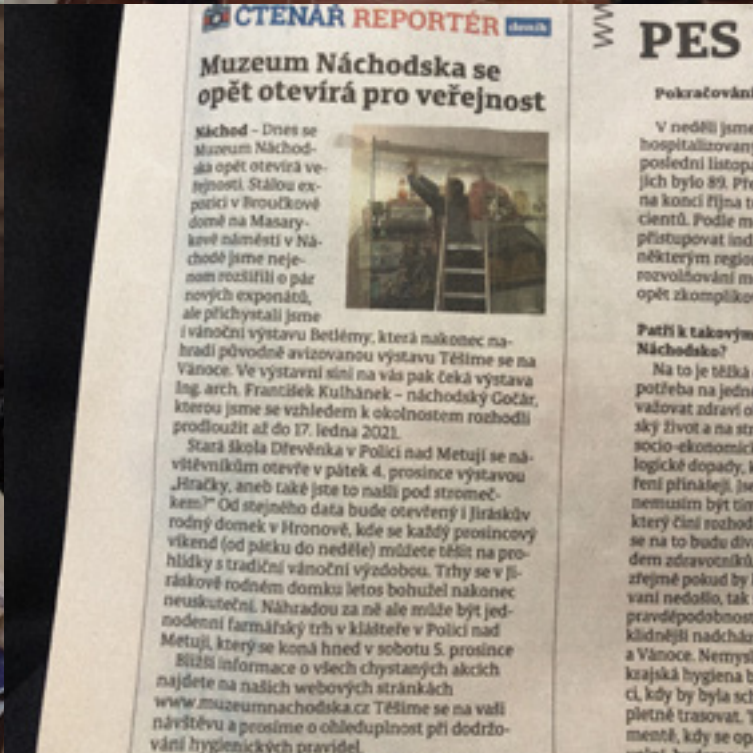 ČTENÁŘ REPORTÉR deník
Muzeum Náchodska se
opět otevírá pro veřejnost
Náchod – Dnes se
Muzeum Náchod-
ska opět otevírá ve-
řejnosti. Stálou ex-
pozici v Broučkově
domě na Masary-
kově náměstí v Ná-
chodě jsme neje-
nom rozšířili o pár
nových exponátů,
ale přichystali jsme
i vánoční výstavu Betlémy, která nakonec na-
hradí původně avizovanou výstavu Těšíme se na
Vánoce. Ve výstavní síni na vás pak čeká výstava
Ing. arch. František Kulhánek – náchodský Gočár,
kterou jsme se vzhledem k okolnostem rozhodli
prodloužit až do 17. ledna 2021.
Stará škola Dřevěnka v Polici nad Metují se ná-
vštěvníkům otevře v pátek 4. prosince výstavou
„Hračky, aneb také jste to našli pod stromeč-
kem?" Od stejného data bude otevřený i Jiráskův
rodný domek v Hronově, kde se každý prosincový
víkend (od pátku do neděle) můžete těšit na pro-
hlídky s tradiční vánoční výzdobou. Trhy se v Ji-
ráskově rodném domku letos bohužel nakonec
neuskuteční. Náhradou za ně ale může být jed-
nodenní farmářský trh v klášteře v Polici nad
Metují, který se koná hned v sobotu 5. prosince
Bližší informace o všech chystaných akcích
najdete na našich webových stránkách
www.muzeumnachodska.cz Těšíme se na vaši
návštěvu a prosíme o ohleduplnost při dodržo-
vání hygienických pravidel.
PES
Pokračování
V neděli jsme
hospitalizovaný
poslední listopa
jich bylo 89. Pře
na konci října t
cientů. Podle m
přistupovat ind
některým regio
rozvolňování m
opět zkompliko
Patří k takovým
Náchodsko?
Na to je těžká
potřeba na jedn
važovat zdraví o
ský život a na str
socio-ekonomic
logické dopady, k
ření přinášejí. Jse
nemusím být tím
který činí rozhod
se na to budu díva
dem zdravotníků
zřejmě pokud by
vání nedošlo, tak
pravděpodobnost
klidnější nadchá
a Vánoce. Nemysl
krajská hygiena b
ci, kdy by byla sch
pletně trasovat. T
mentě, kdy se op